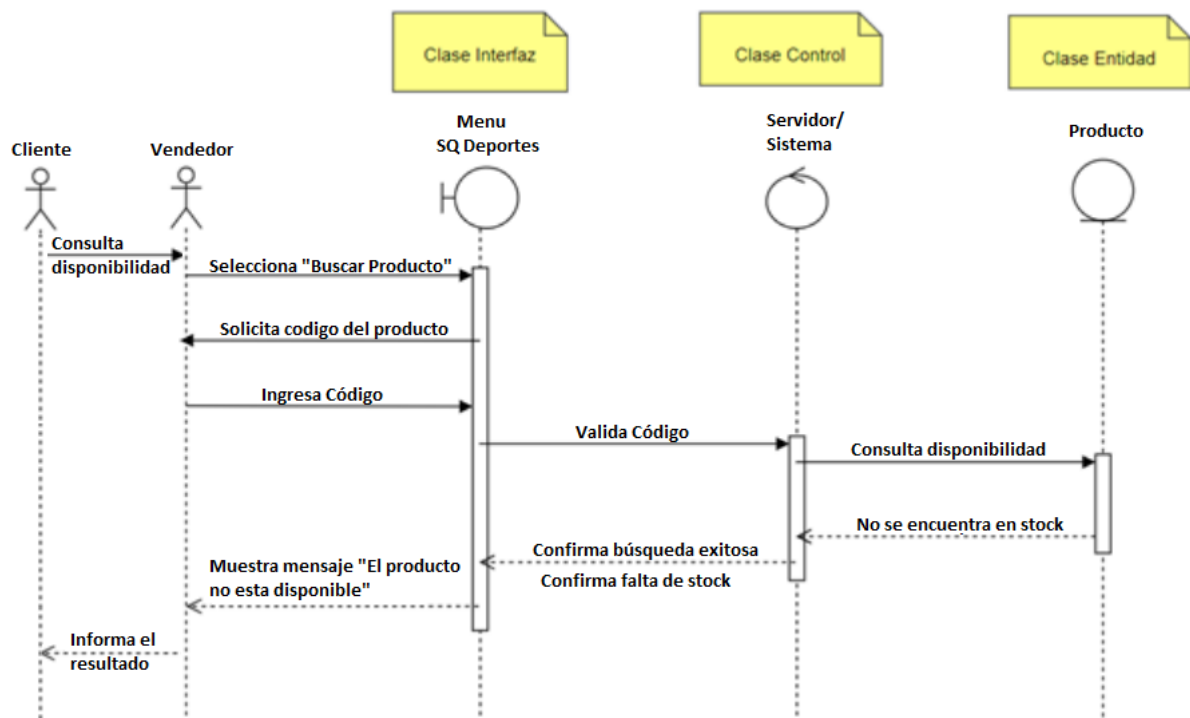 Clase Interfaz
Clase Control
Clase Entidad
Cliente
Vendedor
Menu
SQ Deportes
Servidor/
Sistema
Producto
Consulta
disponibilidad
Selecciona "Buscar Producto"
Solicita codigo del producto
Ingresa Código
Valida Código
Consulta disponibilidad
No se encuentra en stock
Confirma búsqueda exitosa
Confirma falta de stock
Muestra mensaje "El producto
no esta disponible"
Informa el
resultado